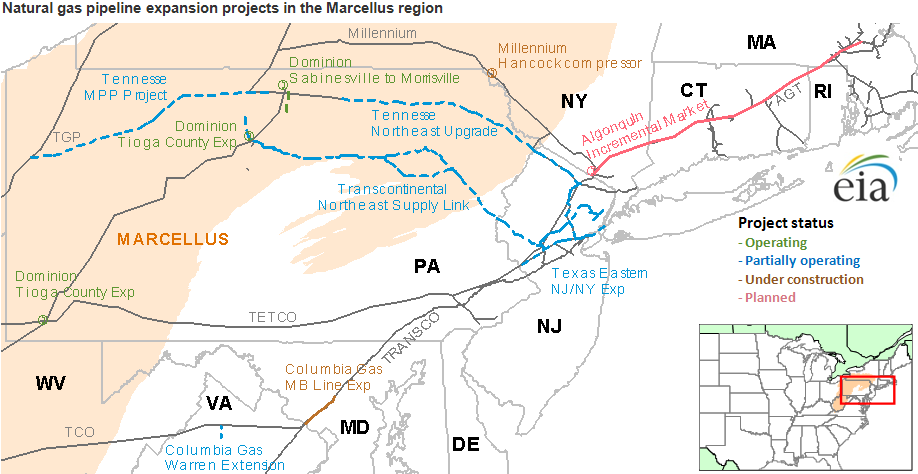 Natural gas pipeline expansion projects in the Marcellus region
Millennium
MA
Millennium
Hancock compressor
Dominion
Sabinesville to Morrisville
Tennesse
MPP Project
NY
CT
RI
AGT
Algonquin
Incremental Market
Tennesse
Northeast Upgrade
Dominion
Tioga County Exp
TGP
Transcontinental
Northeast Supply Link
eia
Project status
- Operating
- Partially operating
- Under construction
- Planned
MARCELLUS
PA
Dominion
Tioga County Exp
Texas Eastern
NJ/NY Exp
TETCO
TRANSCO
NJ
WV
Columbia Gas
MB Line Exp
VA
MD
DE
TCO
Columbia Gas
Warren Extension